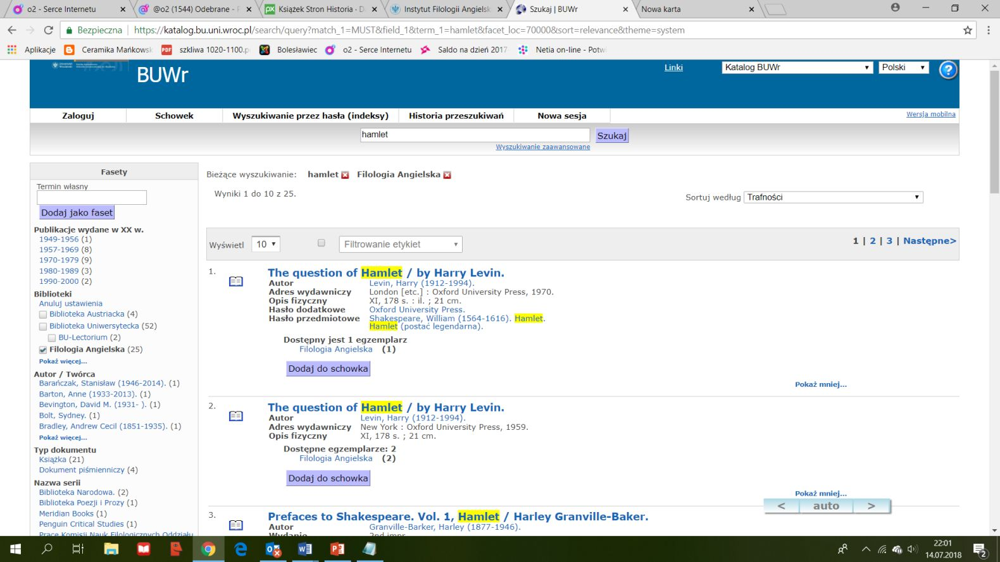 o2 - Serce Internetu
@o2 (1544) Odebrane - P
Książek Stron Historia · D
Instytut Filologii Angielsk
Szukaj | BUWr
Nowa karta
Bezpieczna
https://katalog.bu.uni.wroc.pl/search/query?match_1=MUST&field_1&term_1=hamlet&facet_loc=70000&sort=relevance&theme=system
Aplikacje
Ceramika Mańkowsk
szkliwa 1020-1100.p
Bolesławiec
o2 - Serce Internetu
Saldo na dzień 2017
Netia on-line - Potw
BUWr
Linki
Katalog BUWr
Polski
Zaloguj
Schowek
Wyszukiwanie przez hasła (indeksy)
Historia przeszukiwań
Nowa sesja
Wersja mobilna
hamlet
Szukaj
Wyszukiwanie zaawansowane
Fasety
Termin własny
Dodaj jako faset
Publikacje wydane w XX w.
1949-1956 (1)
1957-1969 (8)
1970-1979 (9)
1980-1989 (3)
1990-2000 (2)
Biblioteki
Anuluj ustawienia
Biblioteka Austriacka (4)
Biblioteka Uniwersytecka (52)
BU-Lectorium (2)
Filologia Angielska (25)
Pokaż więcej...
Autor / Twórca
Barańczak, Stanisław (1946-2014). (1)
Barton, Anne (1933-2013). (1)
Bevington, David M. (1931- ). (1)
Bolt, Sydney. (1)
Bradley, Andrew Cecil (1851-1935). (1)
Pokaż więcej...
Typ dokumentu
Książka (21)
Dokument piśmienniczy (4)
Nazwa serii
Biblioteka Narodowa. (2)
Biblioteka Poezji i Prozy (1)
Meridian Books (1)
Penguin Critical Studies (1)
Prace Komisji Nauk Filologicznych Oddziału
Bieżące wyszukiwanie: hamlet Filologia Angielska
Wyniki 1 do 10 z 25.
Sortuj według Trafności
Wyświetl 10
Filtrowanie etykiet
1 | 2 | 3 | Następne>
1.
The question of Hamlet / by Harry Levin.
Autor Levin, Harry (1912-1994).
Adres wydawniczy London [etc.] : Oxford University Press, 1970.
Opis fizyczny XI, 178 s. : il. ; 21 cm.
Hasło dodatkowe Oxford University Press.
Hasło przedmiotowe Shakespeare, William (1564-1616). Hamlet.
Hamlet (postać legendarna).
Dostępny jest 1 egzemplarz
Filologia Angielska (1)
Dodaj do schowka
Pokaż mniej...
2.
The question of Hamlet / by Harry Levin.
Autor Levin, Harry (1912-1994).
Adres wydawniczy New York : Oxford University Press, 1959.
Opis fizyczny XI, 178 s. ; 21 cm.
Dostępne egzemplarze: 2
Filologia Angielska (2)
Dodaj do schowka
Pokaż mniej...
< auto >
3.
Prefaces to Shakespeare. Vol. 1, Hamlet / Harley Granville-Baker.
Autor Granville-Barker, Harley (1877-1946).
Wydanie 2nd impr.
22:01
14.07.2018
2